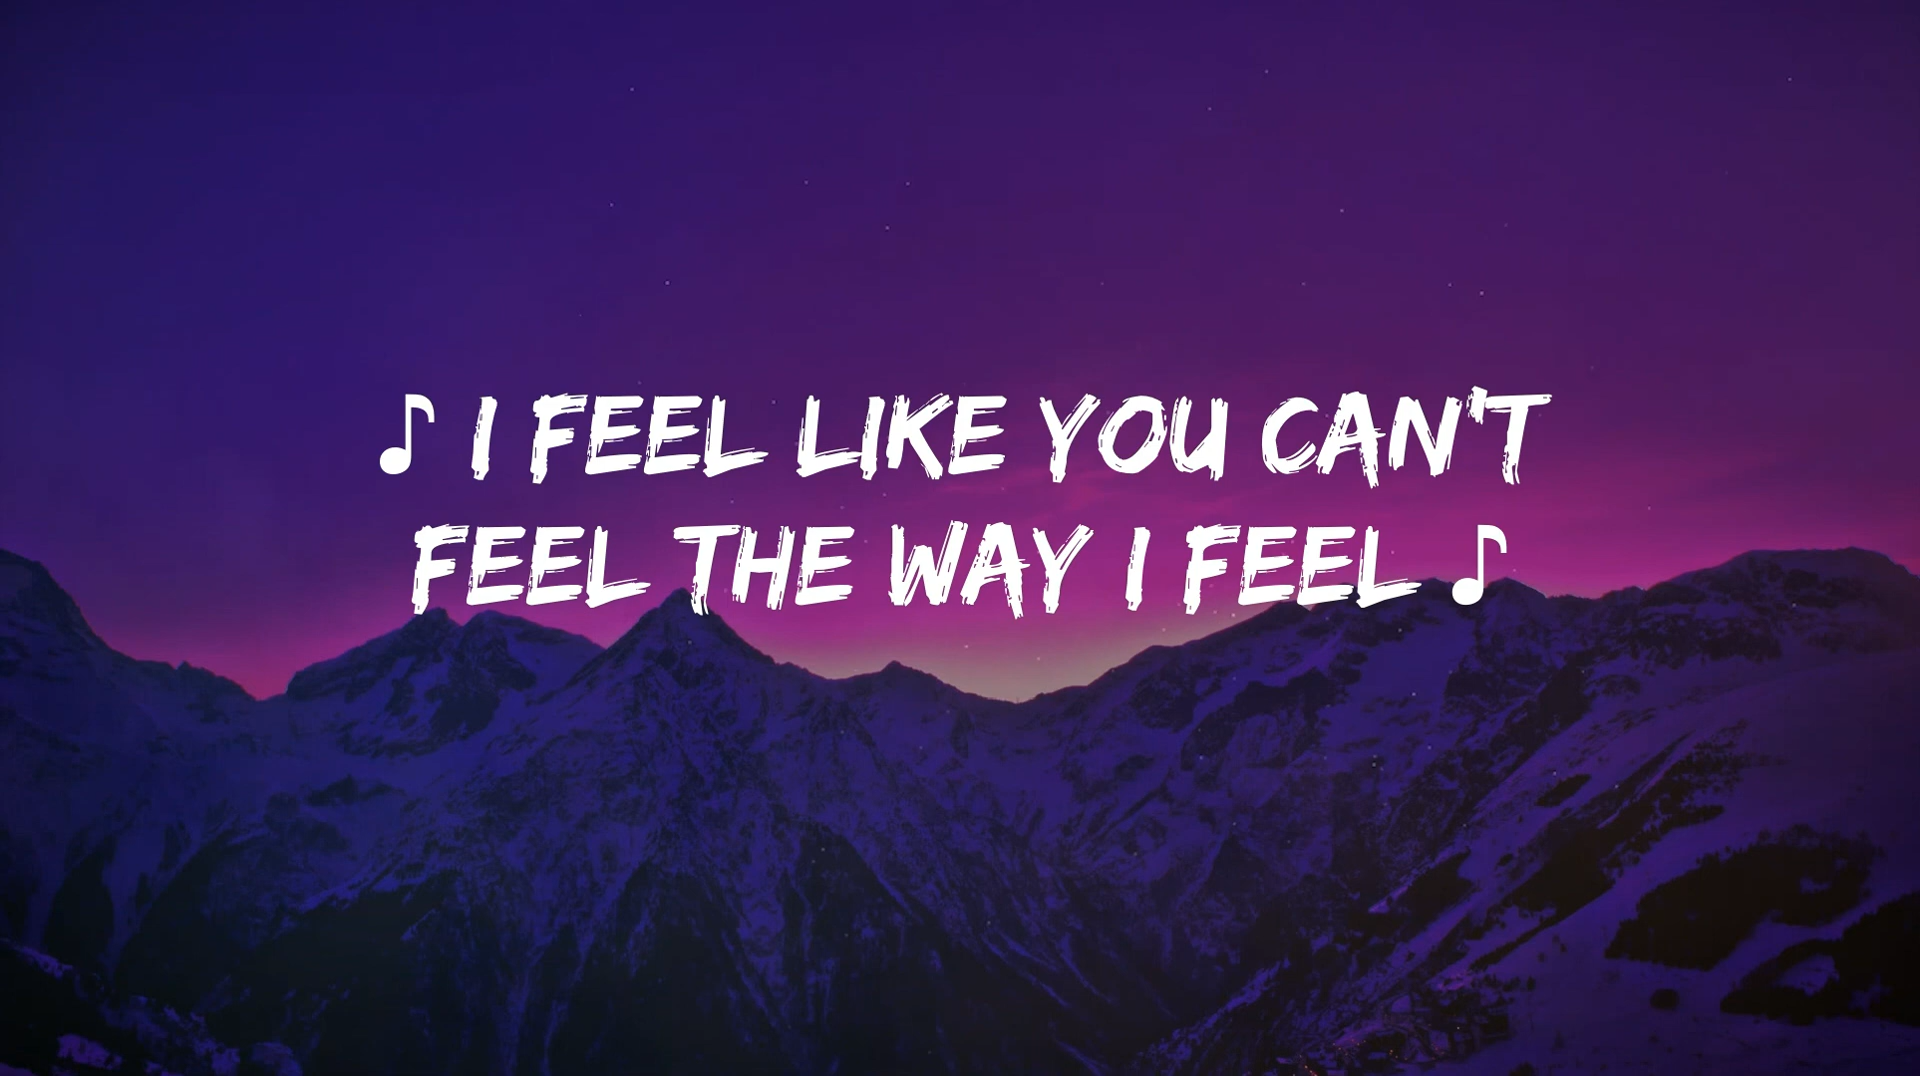 ♪ I FEEL LIKE YOU CAN'T
FEEL THE WAY I FEEL ♪